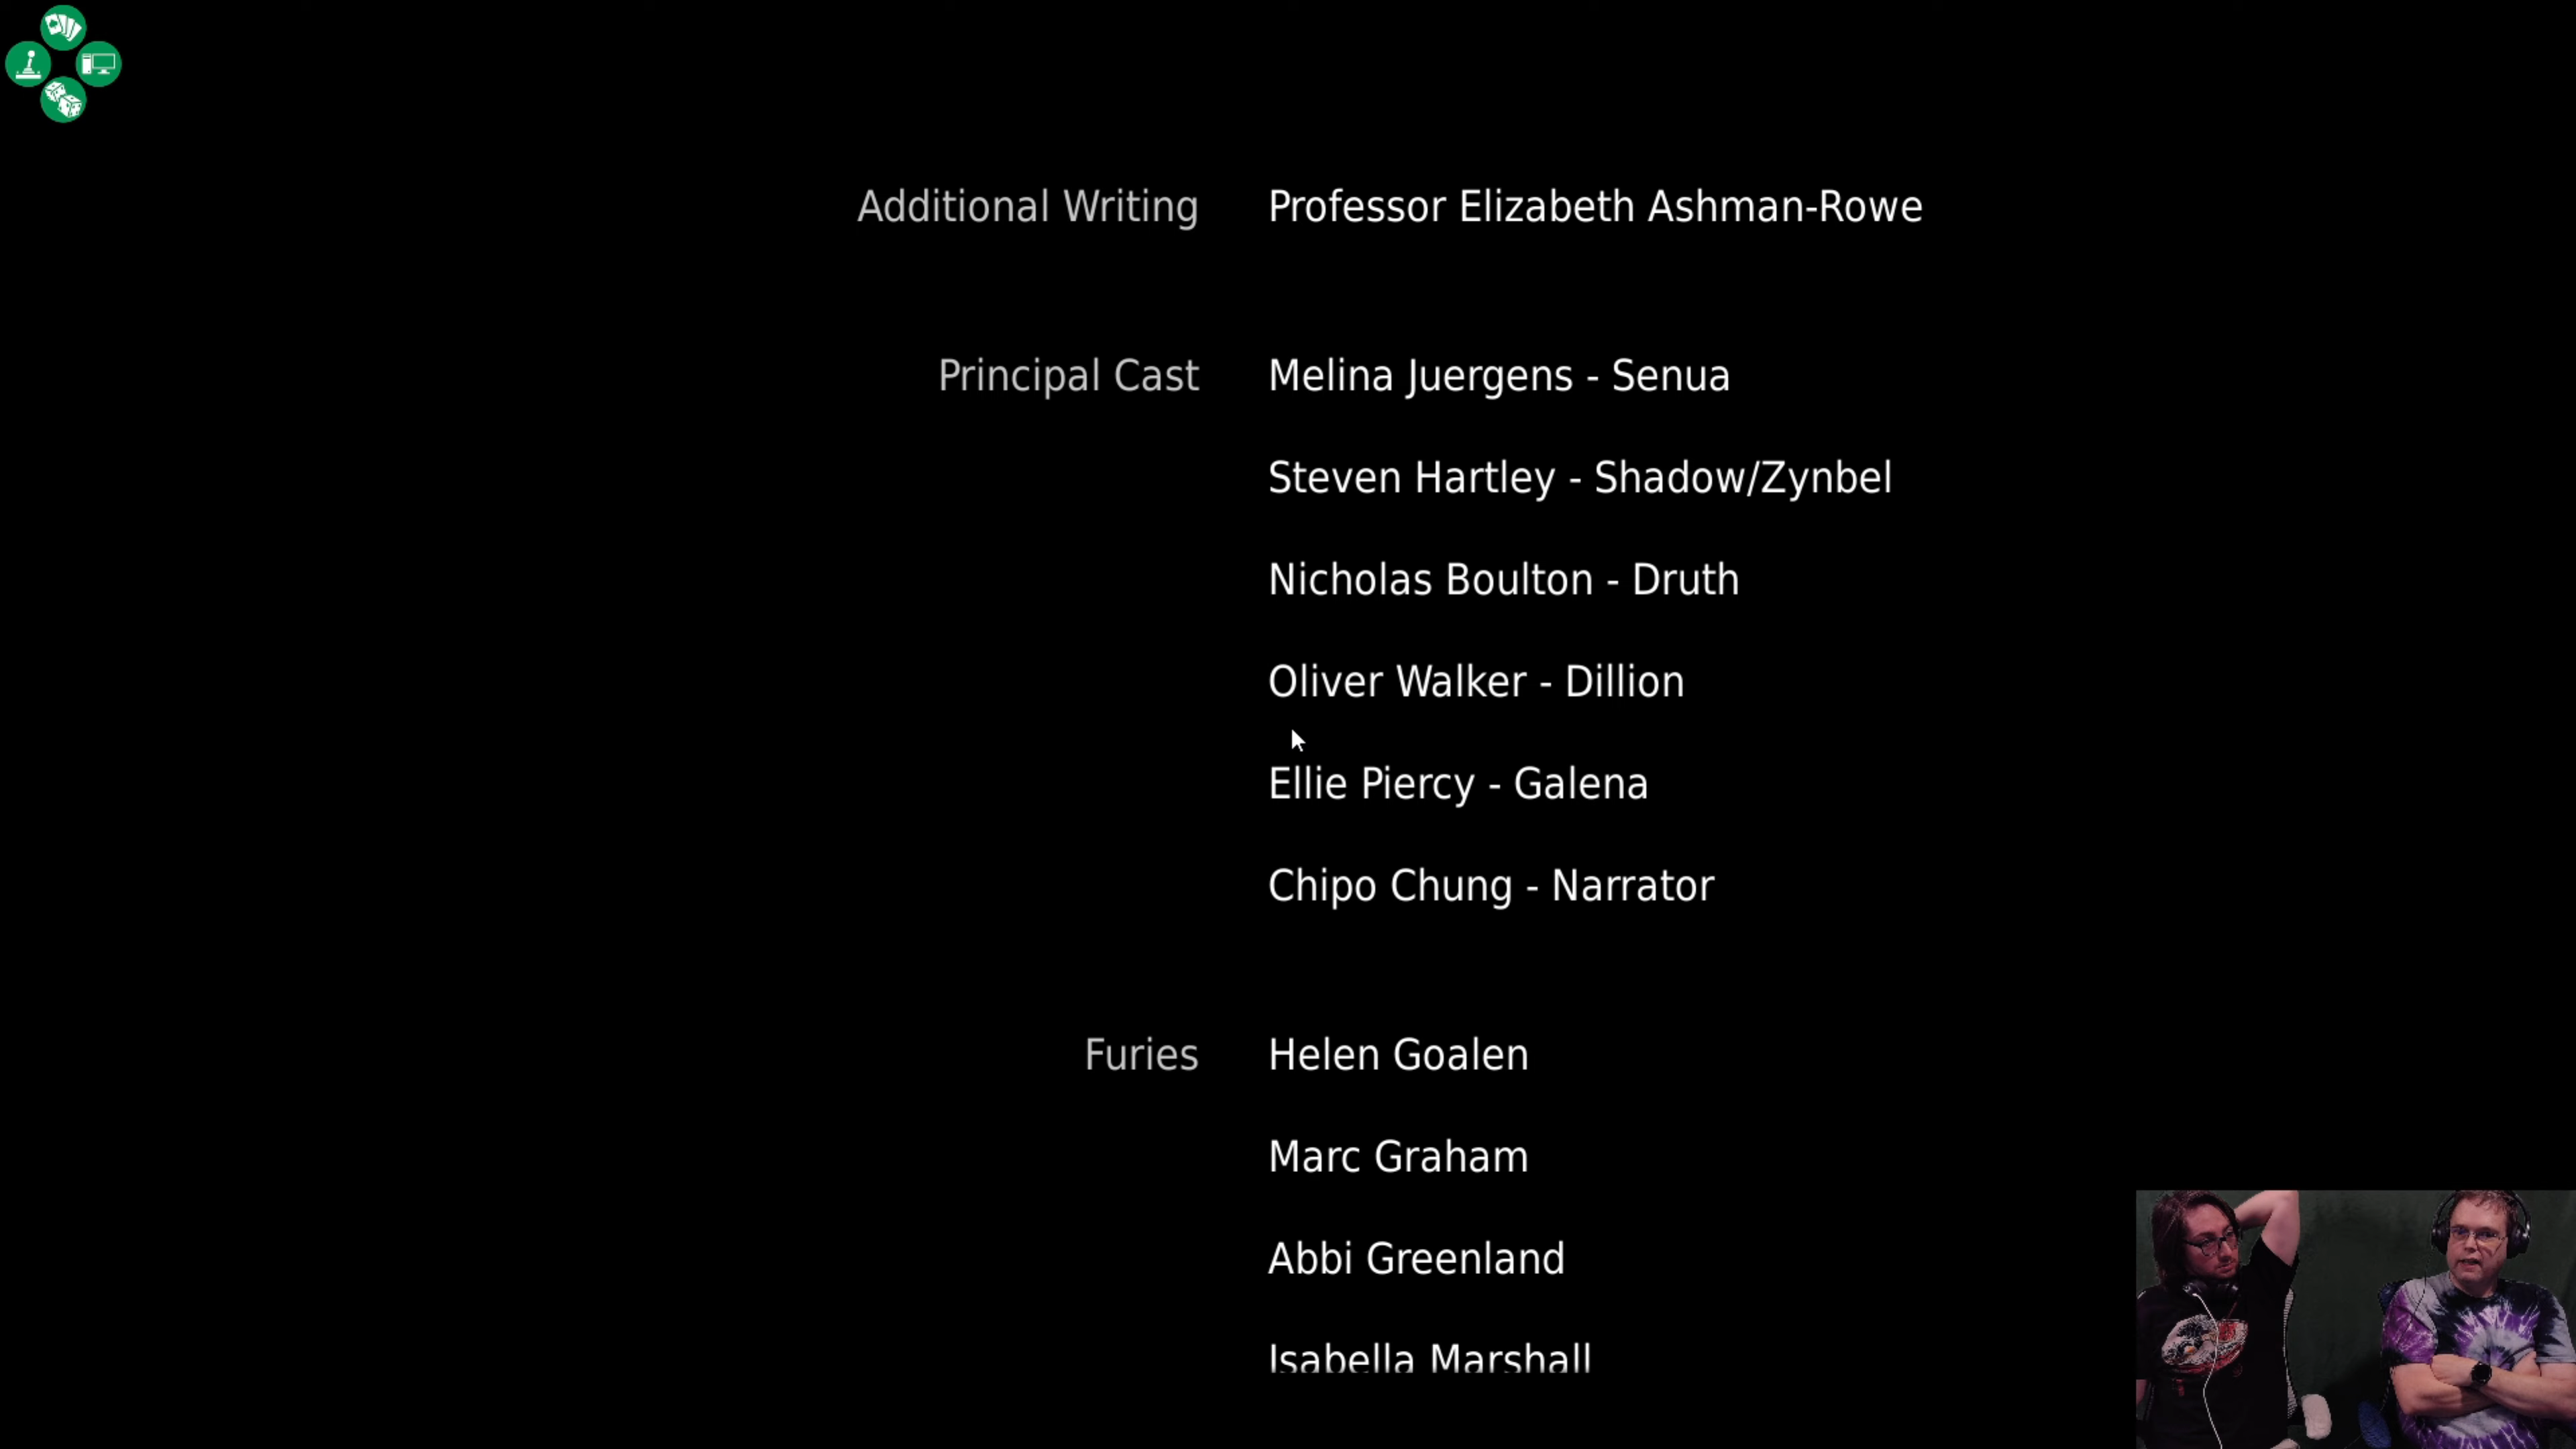 Additional Writing Professor Elizabeth Ashman-Rowe
Principal Cast Melina Juergens - Senua
Steven Hartley - Shadow/Zynbel
Nicholas Boulton - Druth
Oliver Walker - Dillion
Ellie Piercy - Galena
Chipo Chung - Narrator
Furies Helen Goalen
Marc Graham
Abbi Greenland
Isabella Marshall